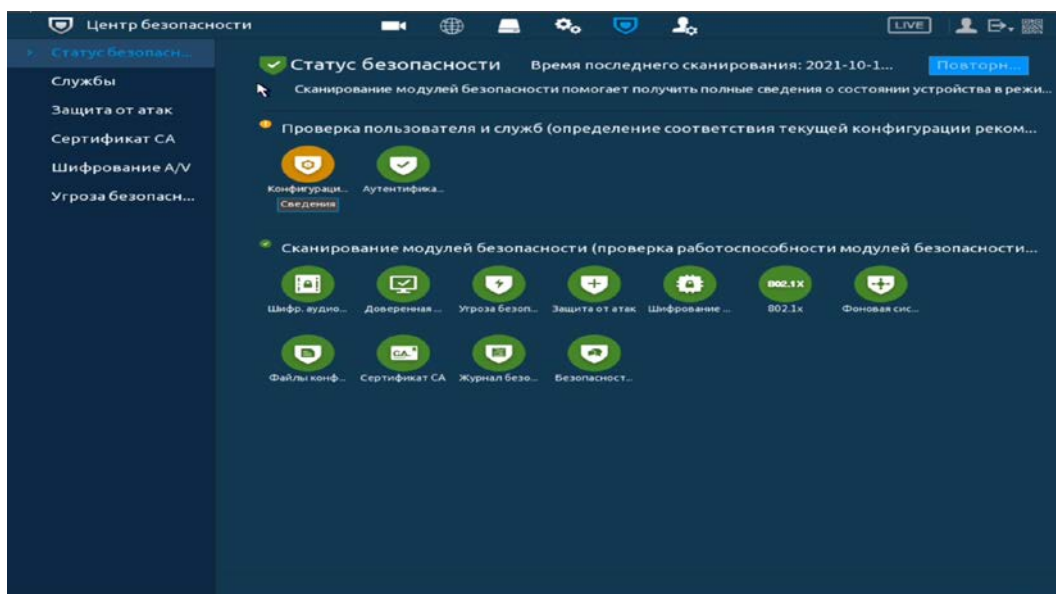 Центр безопасности
LIVE
Статус безопасн...
Службы
Защита от атак
Сертификат CA
Шифрование A/V
Угроза безопасн...
Статус безопасности Время последнего сканирования: 2021-10-1... Повторн...
Сканирование модулей безопасности помогает получить полные сведения о состоянии устройства в режи...
Проверка пользователя и служб (определение соответствия текущей конфигурации реком...
Конфигураци... Аутентифика...
Сведения
Сканирование модулей безопасности (проверка работоспособности модулей безопасности...
802.1X
Шифр. аудио... Доверенная ... Угроза безоп... Защита от атак Шифрование ... 802.1x Фоновая сис...
CA
Файлы конф... Сертификат CA Журнал безо... Безопасност...